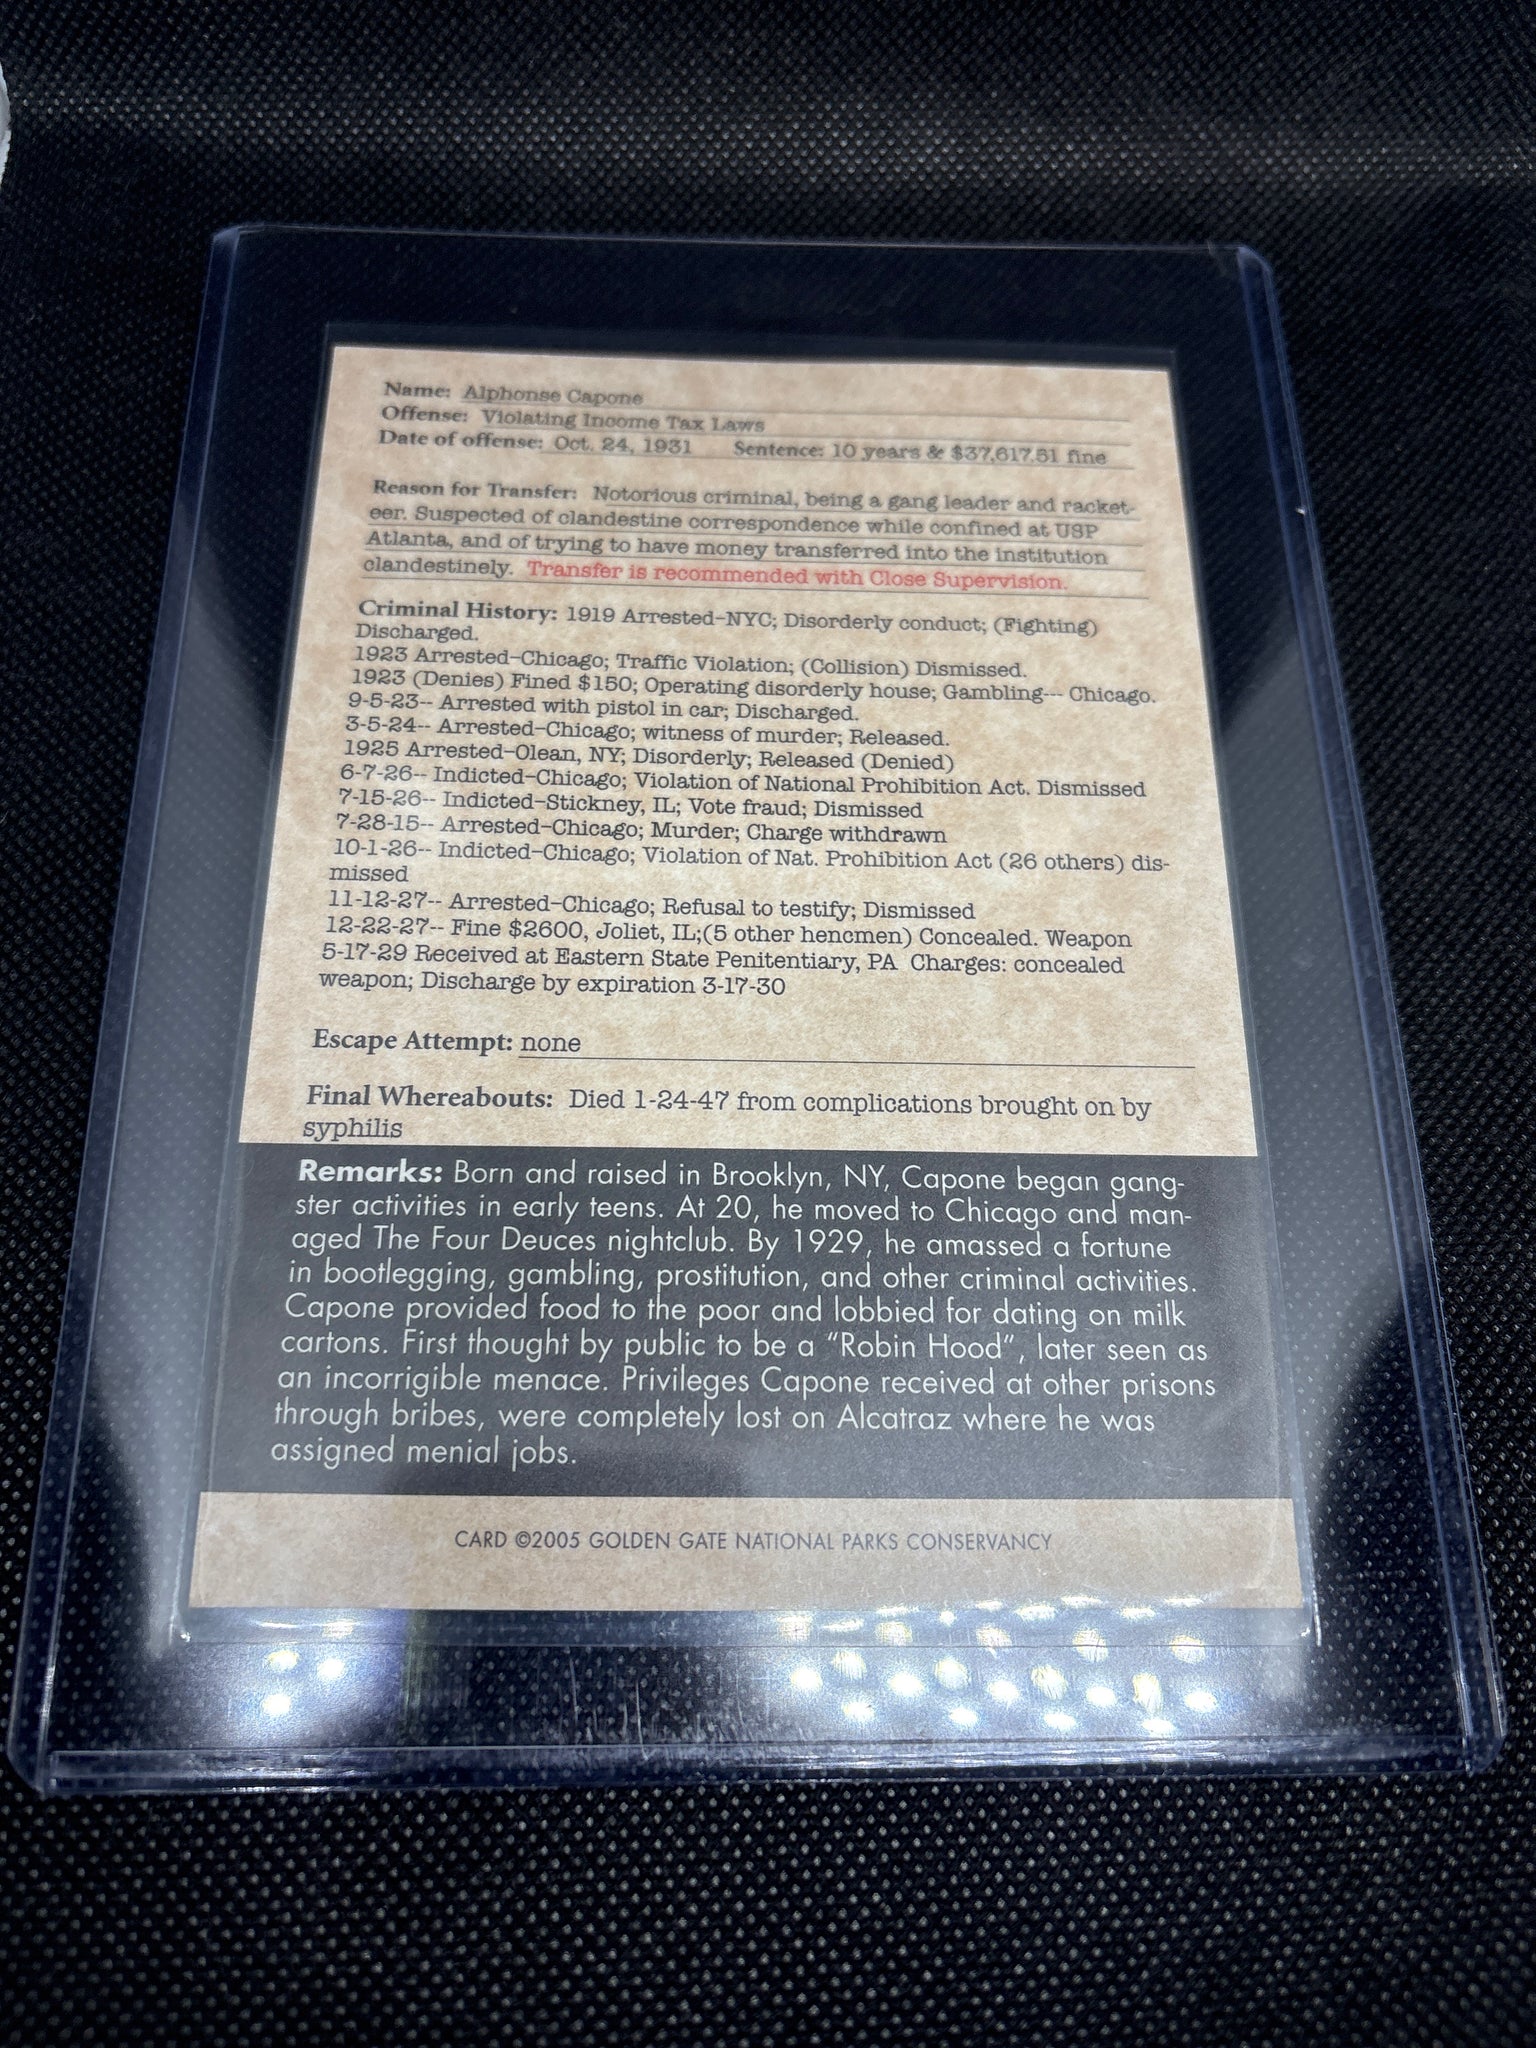 Name: Alphonse Capone
Offense: Violating Income Tax Laws
Date of offense: Oct. 24, 1931 Sentence: 10 years & $37,617.51 fine
Reason for Transfer: Notorious criminal, being a gang leader and racket-
eer. Suspected of clandestine correspondence while confined at USP
Atlanta, and of trying to have money transferred into the institution
clandestinely. Transfer is recommended with Close Supervision.
Criminal History: 1919 Arrested-NYC; Disorderly conduct; (Fighting)
Discharged.
1923 Arrested-Chicago; Traffic Violation; (Collision) Dismissed.
1923 (Denies) Fined $150; Operating disorderly house; Gambling--- Chicago.
9-5-23-- Arrested with pistol in car; Discharged.
3-5-24-- Arrested-Chicago; witness of murder; Released.
1925 Arrested-Olean, NY; Disorderly; Released (Denied)
6-7-26-- Indicted-Chicago; Violation of National Prohibition Act. Dismissed
7-15-26-- Indicted-Stickney, IL; Vote fraud; Dismissed
7-28-15-- Arrested-Chicago; Murder; Charge withdrawn
10-1-26-- Indicted-Chicago; Violation of Nat. Prohibition Act (26 others) dis-
missed
11-12-27-- Arrested-Chicago; Refusal to testify; Dismissed
12-22-27-- Fine $2600, Joliet, IL;(5 other hencmen) Concealed. Weapon
5-17-29 Received at Eastern State Penitentiary, PA Charges: concealed
weapon; Discharge by expiration 3-17-30
Escape Attempt: none
Final Whereabouts: Died 1-24-47 from complications brought on by
syphilis
Remarks: Born and raised in Brooklyn, NY, Capone began gang-
ster activities in early teens. At 20, he moved to Chicago and man-
aged The Four Deuces nightclub. By 1929, he amassed a fortune
in bootlegging, gambling, prostitution, and other criminal activities.
Capone provided food to the poor and lobbied for dating on milk
cartons. First thought by public to be a “Robin Hood”, later seen as
an incorrigible menace. Privileges Capone received at other prisons
through bribes, were completely lost on Alcatraz where he was
assigned menial jobs.
CARD ©2005 GOLDEN GATE NATIONAL PARKS CONSERVANCY